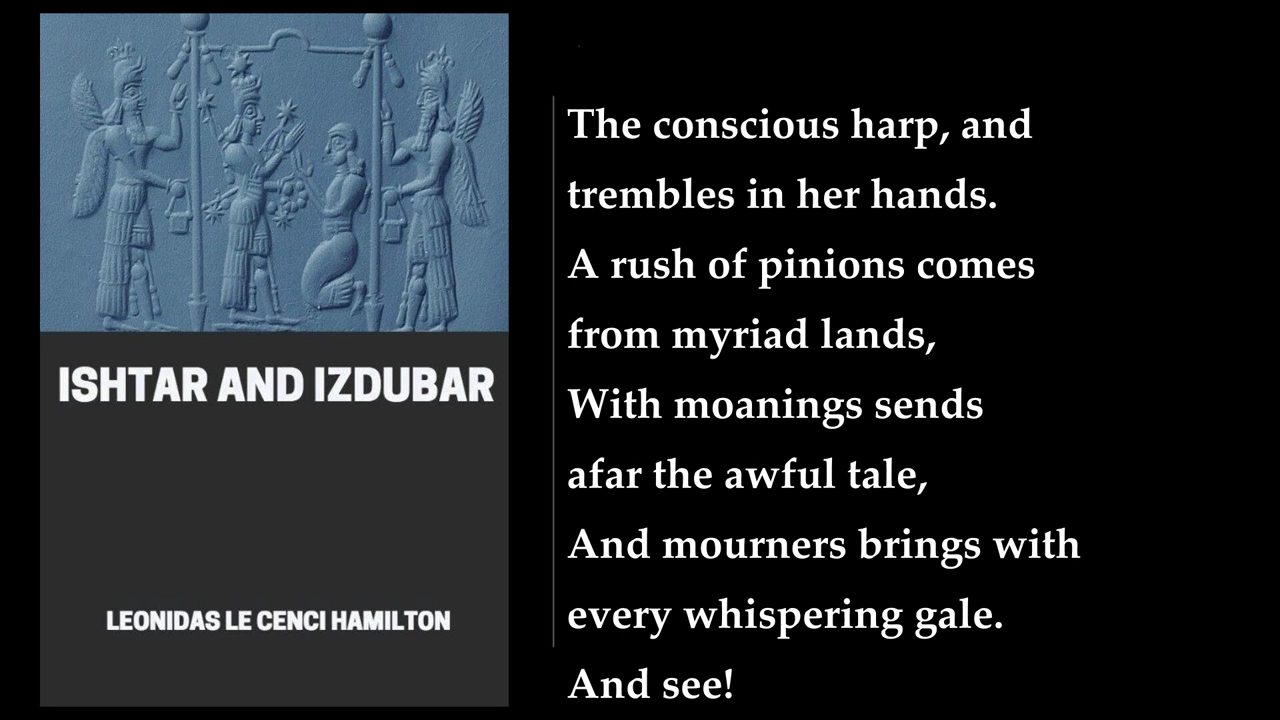 ISHTAR AND IZDUBAR
LEONIDAS LE CENCI HAMILTON
The conscious harp, and
trembles in her hands.
A rush of pinions comes
from myriad lands,
With moanings sends
afar the awful tale,
And mourners brings with
every whispering gale.
And see!